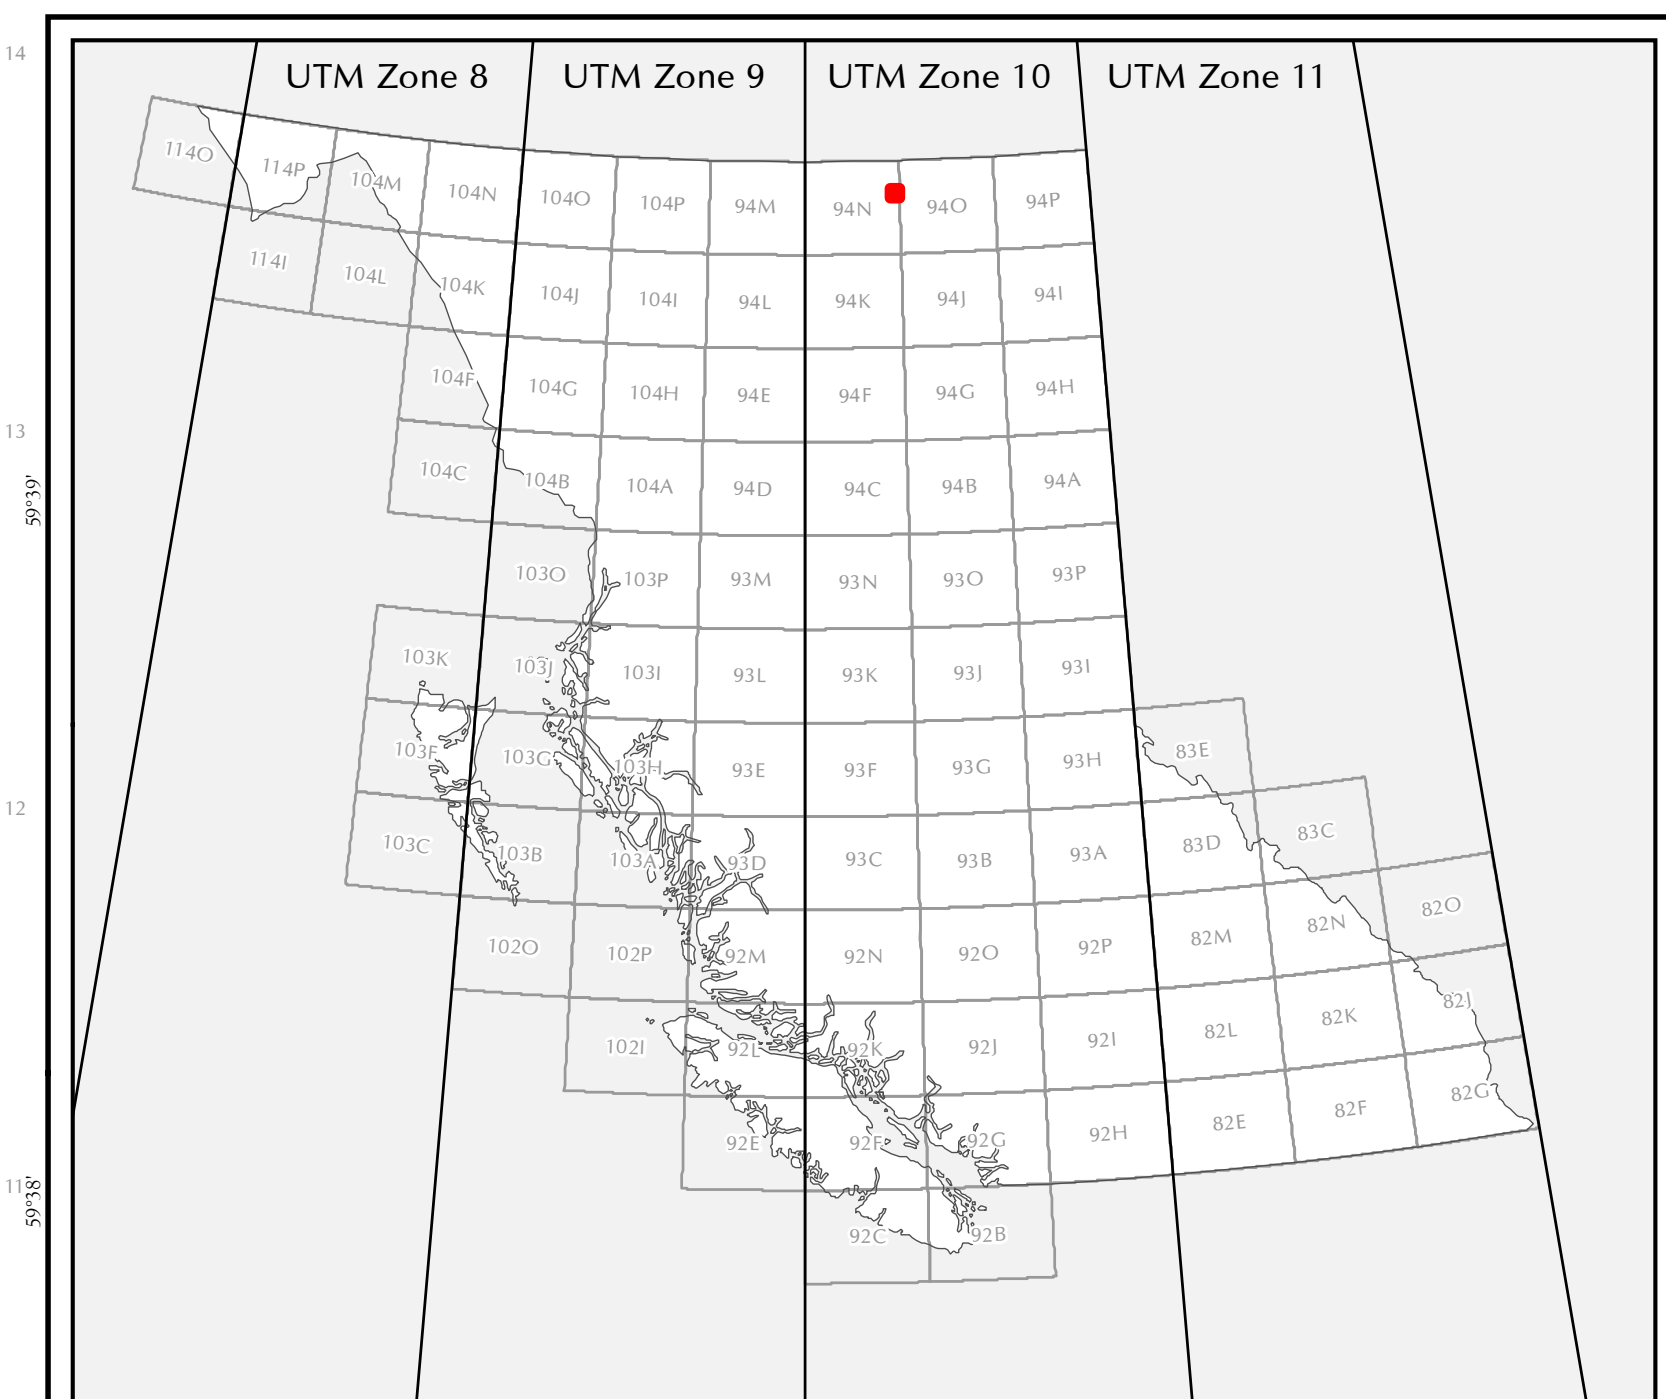 14
UTM Zone 8 UTM Zone 9 UTM Zone 10 UTM Zone 11
114O 114P 104M 104N 104O 104P 94M 94N 94O 94P
114I 104L 104K 104J 104I 94L 94K 94J 94I
104F 104G 104H 94E 94F 94G 94H
13
104C 104B 104A 94D 94C 94B 94A
59°39'
103O 103P 93M 93N 93O 93P
103K 103J 103I 93L 93K 93J 93I
103F 103G 103H 93E 93F 93G 93H 83E
12
103C 103B 103A 93D 93C 93B 93A 83D 83C
102O 102P 92M 92N 92O 92P 82M 82N 82O
102I 92L 92K 92J 92I 82L 82K 82J
92E 92F 92G 92H 82E 82F 82G
11
59°38'
92C 92B